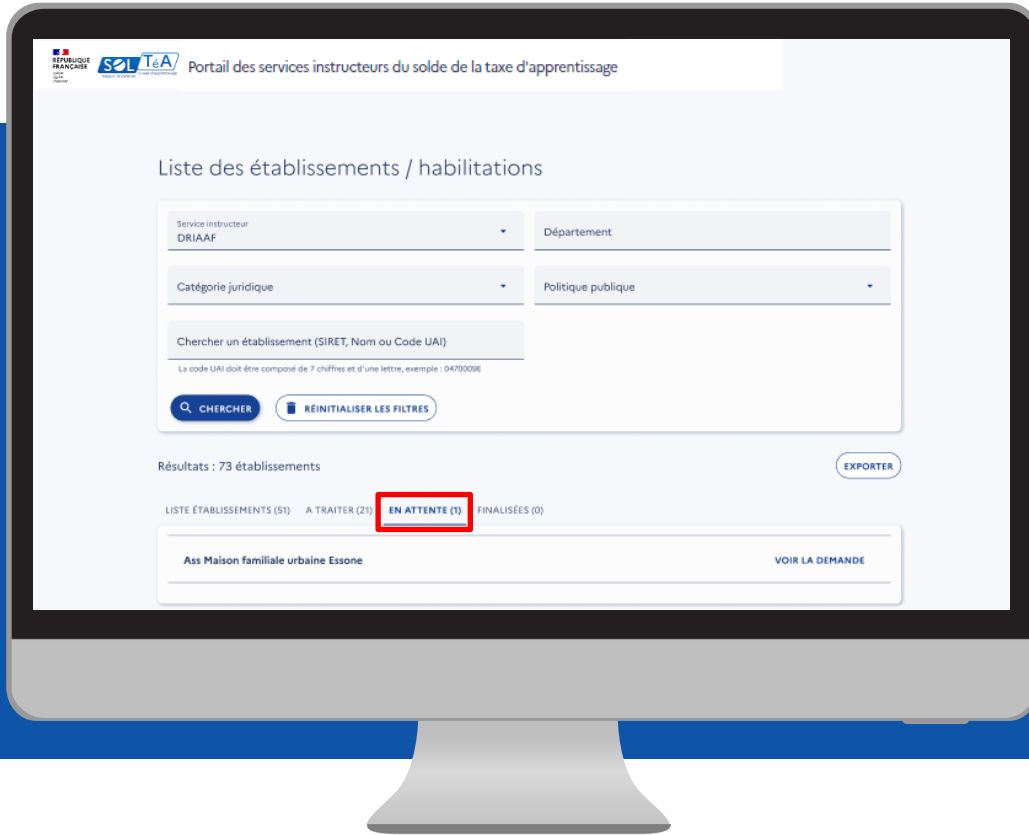 RÉPUBLIQUE
FRANÇAISE
SOLTéA
Portail des services instructeurs du solde de la taxe d'apprentissage
Liste des établissements / habilitations
Service instructeur
DRIAAF
Département
Catégorie juridique
Politique publique
Chercher un établissement (SIRET, Nom ou Code UAI)
Le code UAI doit être composé de 7 chiffres et d'une lettre, exemple : 0470009E
CHERCHER
RÉINITIALISER LES FILTRES
Résultats : 73 établissements
EXPORTER
LISTE ÉTABLISSEMENTS (51) A TRAITER (21) EN ATTENTE (1) FINALISÉES (0)
Ass Maison familiale urbaine Essone
VOIR LA DEMANDE